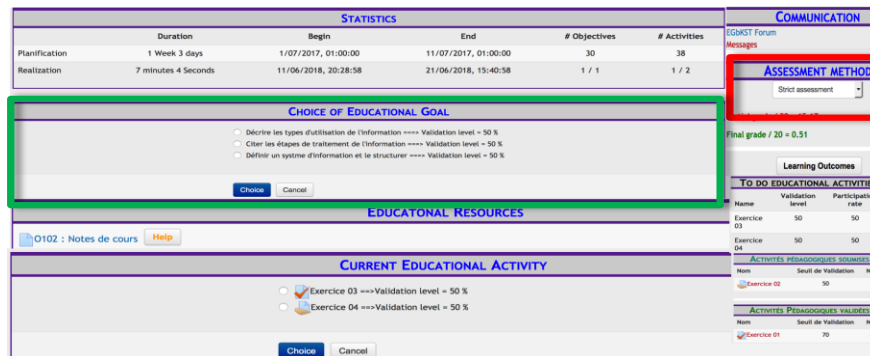 STATISTICS
Duration Begin End # Objectives # Activities
Planification 1 Week 3 days 1/07/2017, 01:00:00 11/07/2017, 01:00:00 30 38
Realization 7 minutes 4 Seconds 11/06/2018, 20:28:58 21/06/2018, 15:40:58 1 / 1 1 / 2
CHOICE OF EDUCATIONAL GOAL
Décrire les types d'utilisation de l'information ===> Validation level = 50 %
Citer les étapes de traitement de l'information ===> Validation level = 50 %
Définir un systme d'information et le structurer ===> Validation level = 50 %
Choice Cancel
EDUCATONAL RESOURCES
O102 : Notes de cours Help
CURRENT EDUCATIONAL ACTIVITY
Exercice 03 ==>Validation level = 50 %
Exercice 04 ==>Validation level = 50 %
Choice Cancel
COMMUNICATION
EGbKST Forum
Messages
ASSESSMENT METHOD
Strict assessment
Final grade / 20 = 0.51
Learning Outcomes
TO DO EDUCATIONAL ACTIVITIE
Name Validation level Participati rate
Exercice 03 50 50
Exercice 04 50 50
ACTIVITÉS PÉDAGOGIQUES SOUMISES
Nom Seuil de Validation N
Exercice 02 50
ACTIVITÉS PÉDAGOGIQUES VALIDÉES
Nom Seuil de Validation N
Exercice 01 70